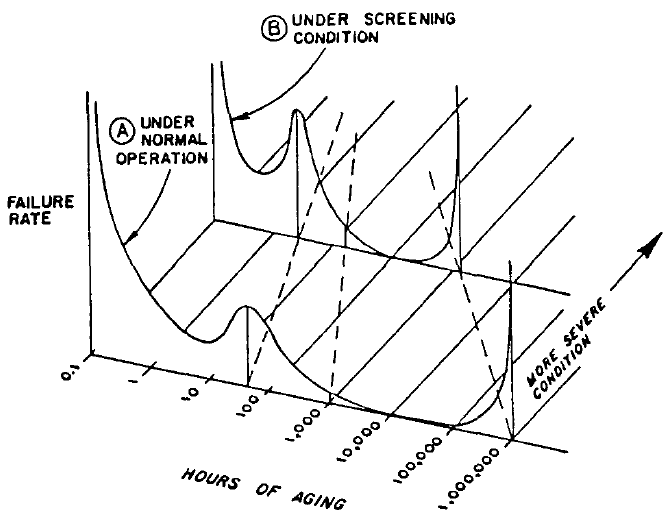 B UNDER SCREENING
CONDITION
A UNDER
NORMAL
OPERATION
FAILURE
RATE
MORE SEVERE
CONDITION
0.1
1
10
100
1,000
10,000
100,000
1,000,000
HOURS OF AGING